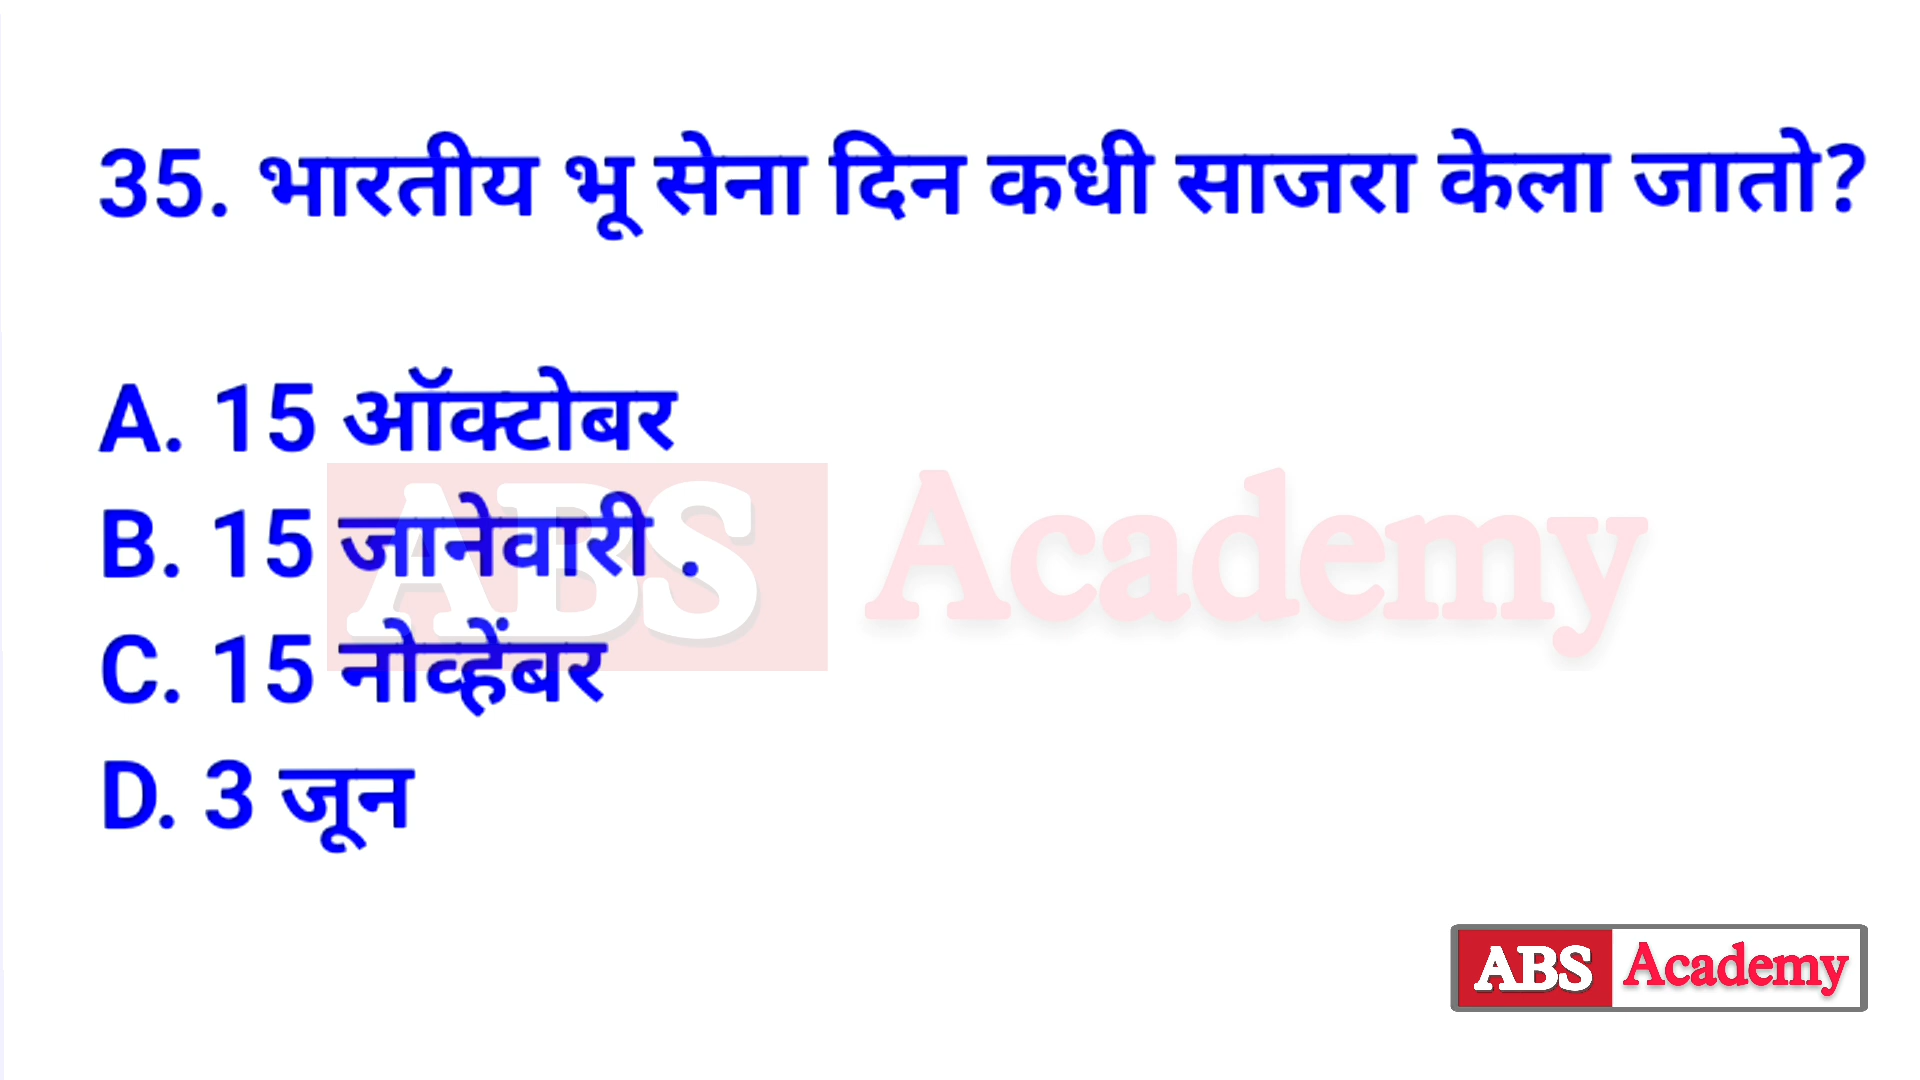 35. भारतीय भू सेना दिन कधी साजरा केला जातो?
A. 15 ऑक्टोबर
B. 15 जानेवारी .
C. 15 नोव्हेंबर
D. 3 जून
ABS Academy
ABS Academy